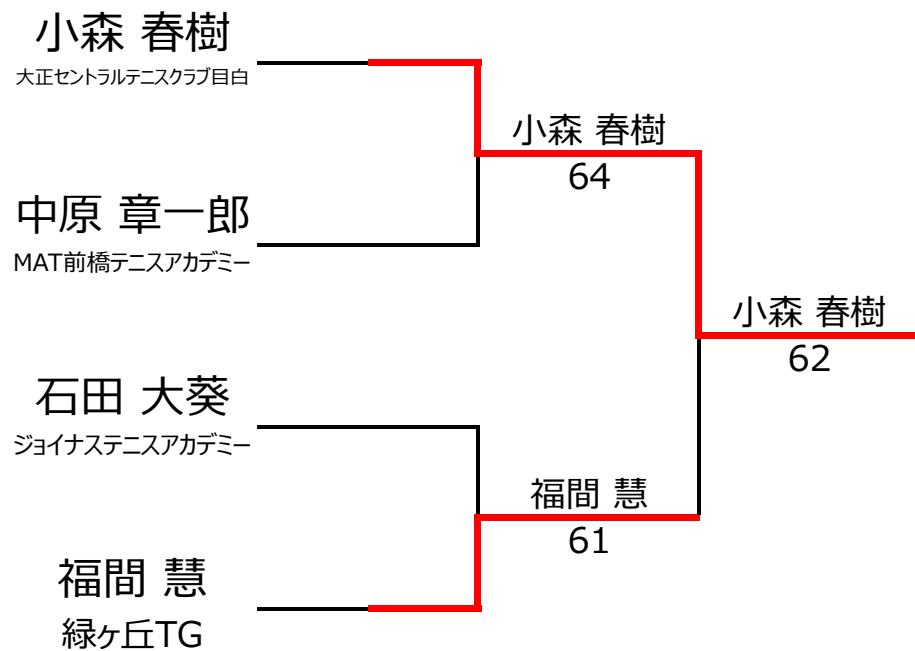 小森 春樹
大正セントラルテニスクラブ目白
小森 春樹
64
中原 章一郎
MAT前橋テニスアカデミー
小森 春樹
62
石田 大葵
ジョイナステニスアカデミー
福間 慧
61
福間 慧
緑ヶ丘TG